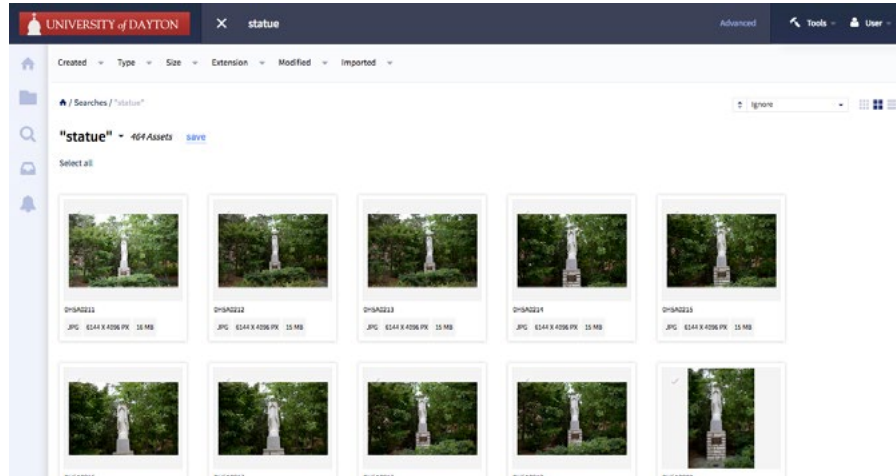 UNIVERSITY of DAYTON
statue
Advanced
Tools
User
Created Type Size Extension Modified Imported
/ Searches / "statue"
Ignore
"statue" 464 Assets save
Select all
DHSA0211 DHSA0212 DHSA0213 DHSA0214 DHSA0215
JPG 6144 X 4096 PX 16 MB JPG 6144 X 4096 PX 15 MB JPG 6144 X 4096 PX 15 MB JPG 6144 X 4096 PX 15 MB JPG 6144 X 4096 PX 15 MB